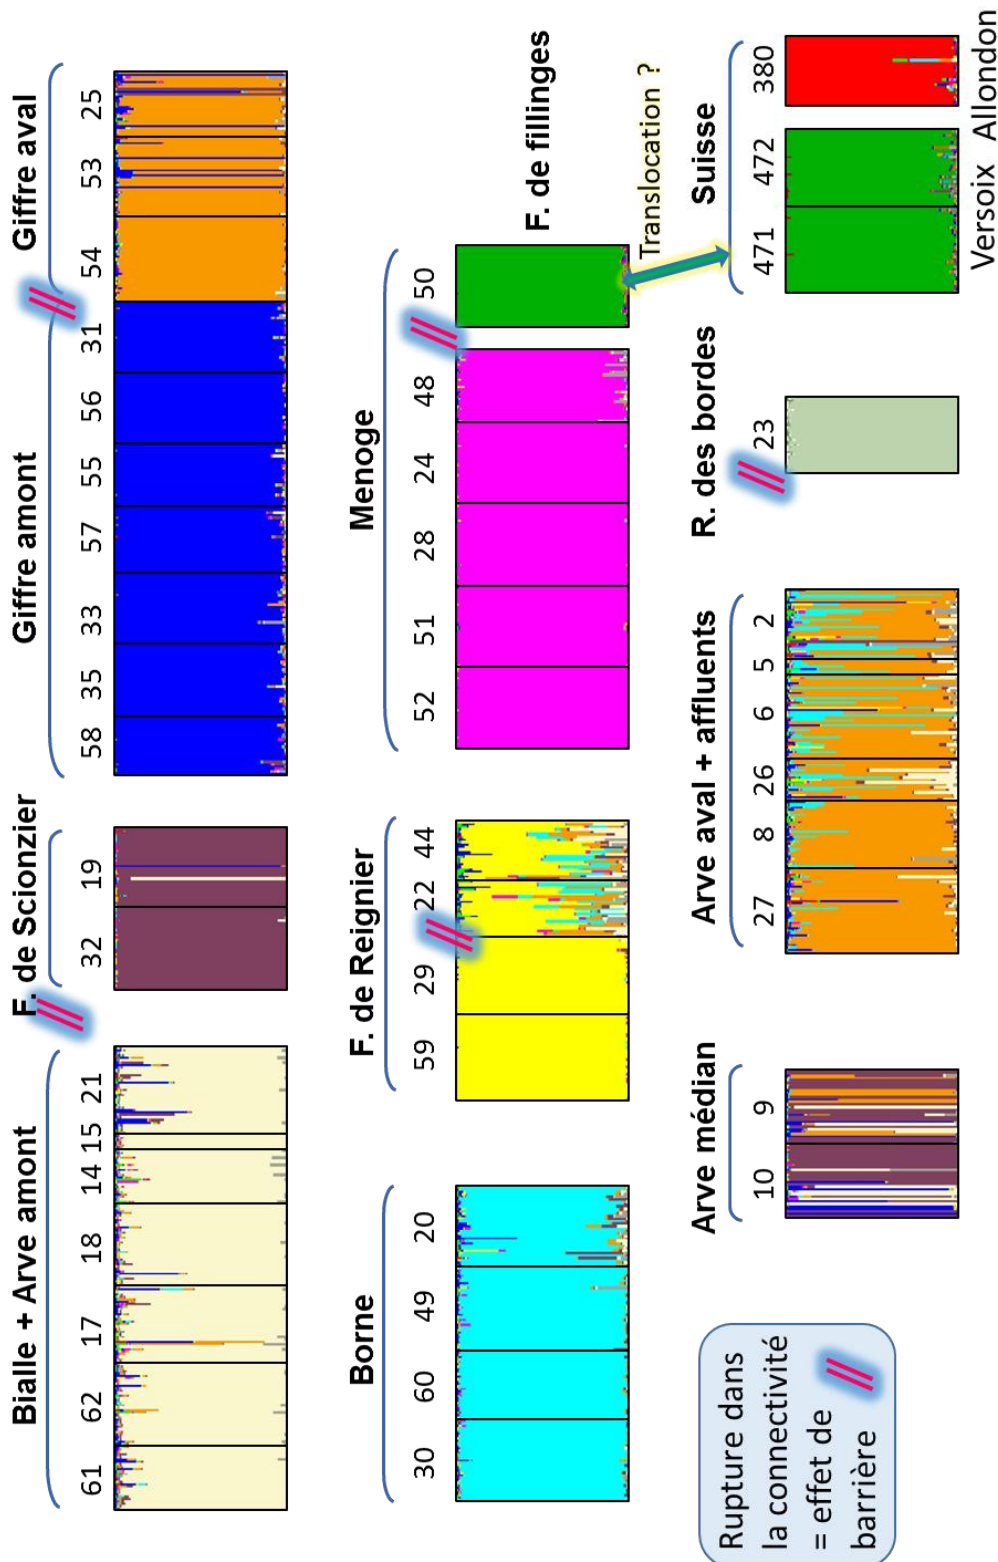 Bialle + Arve amont
61 62 17 18 14 15 21
F. de Scionzier
32 19
Giffre amont
58 35 33 57 55 56 31
Giffre aval
54 53 25
Borne
30 60 49 20
F. de Reignier
59 29 22 44
Menoge
52 51 28 24 48 50
F. de fillinges
Translocation ?
Rupture dans
la connectivité
= effet de
barrière
Arve médian
10 9
Arve aval + affluents
27 8 26 6 5 2
R. des bordes
23
Suisse
471 472 380
Versoix Allondon